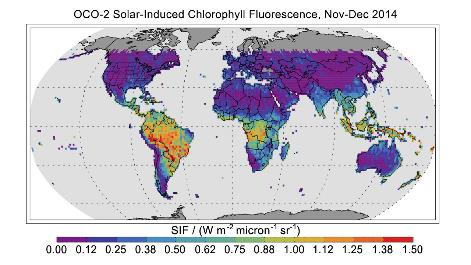 OCO-2 Solar-Induced Chlorophyll Fluorescence, Nov-Dec 2014
SIF / (W m⁻² micron⁻¹ sr⁻¹)
0.00 0.12 0.25 0.38 0.50 0.62 0.75 0.88 1.00 1.12 1.25 1.38 1.50